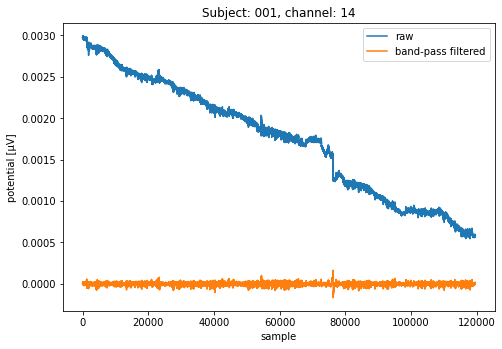 Subject: 001, channel: 14
raw
band-pass filtered
potential [µV]
0.0030
0.0025
0.0020
0.0015
0.0010
0.0005
0.0000
0 20000 40000 60000 80000 100000 120000
sample